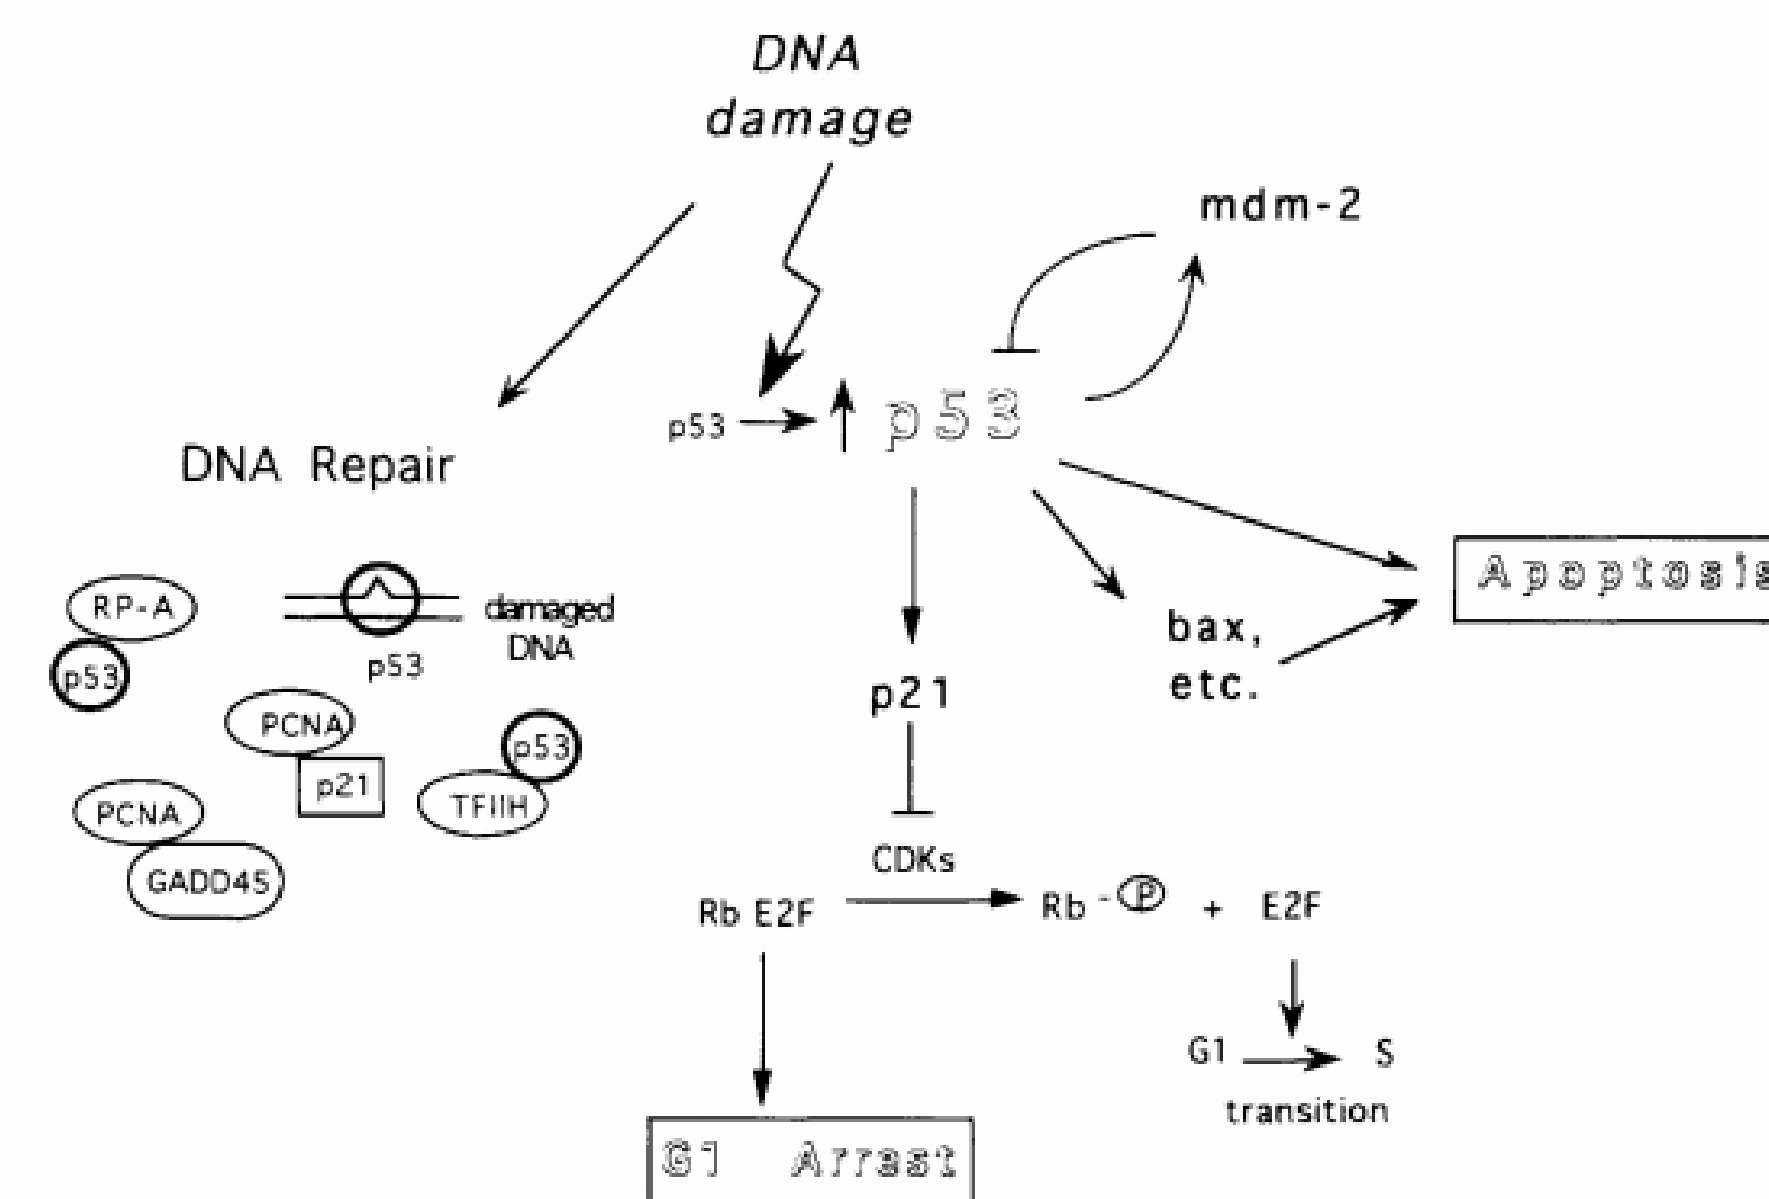 DNA
damage
mdm-2
p53
p53
DNA Repair
Apoptosis
RP-A
damaged
DNA
p53
p53
bax,
etc.
p21
PCNA
p53
p21
TFIIH
PCNA
CDKs
GADD45
Rb E2F
Rb - P + E2F
G1 S
transition
G1 Arrest